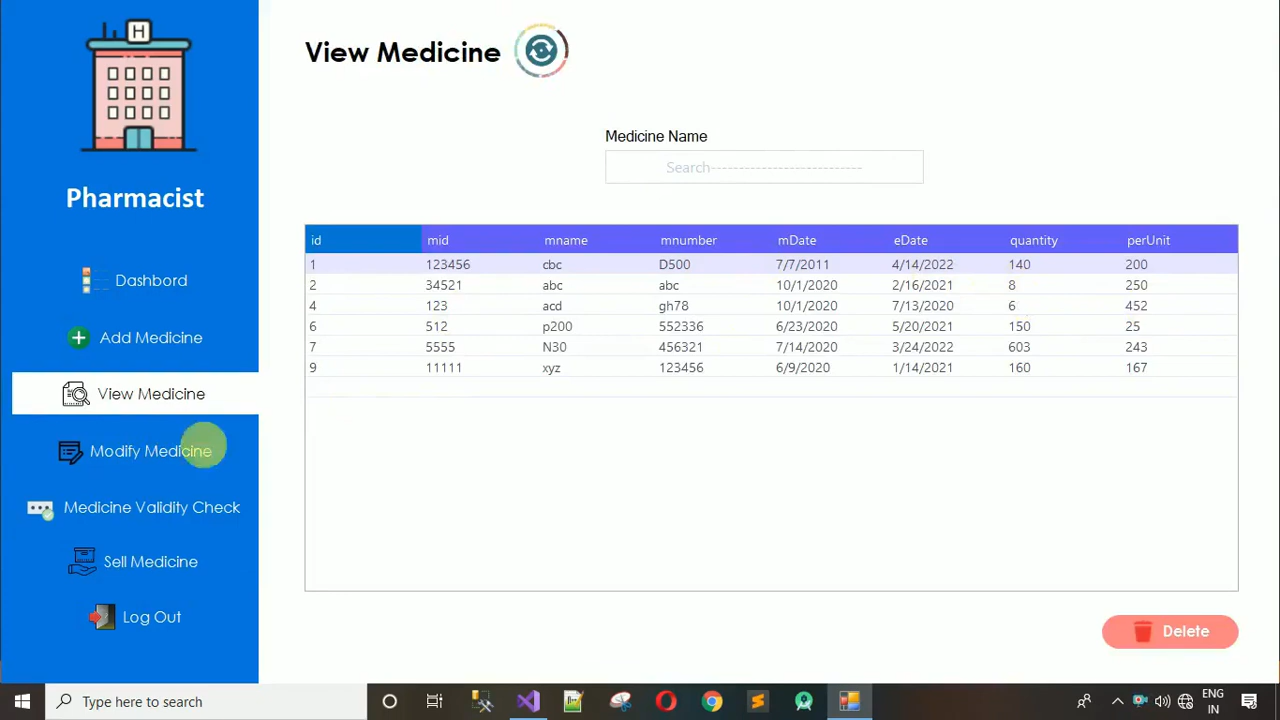 H
Pharmacist
Dashbord
Add Medicine
View Medicine
Modify Medicine
Medicine Validity Check
Sell Medicine
Log Out
View Medicine
Medicine Name
Search--------------------------
id mid mname mnumber mDate eDate quantity perUnit
1 123456 cbc D500 7/7/2011 4/14/2022 140 200
2 34521 abc abc 10/1/2020 2/16/2021 8 250
4 123 acd gh78 10/1/2020 7/13/2020 6 452
6 512 p200 552336 6/23/2020 5/20/2021 150 25
7 5555 N30 456321 7/14/2020 3/24/2022 603 243
9 11111 xyz 123456 6/9/2020 1/14/2021 160 167
Delete
Type here to search
ENG
IN